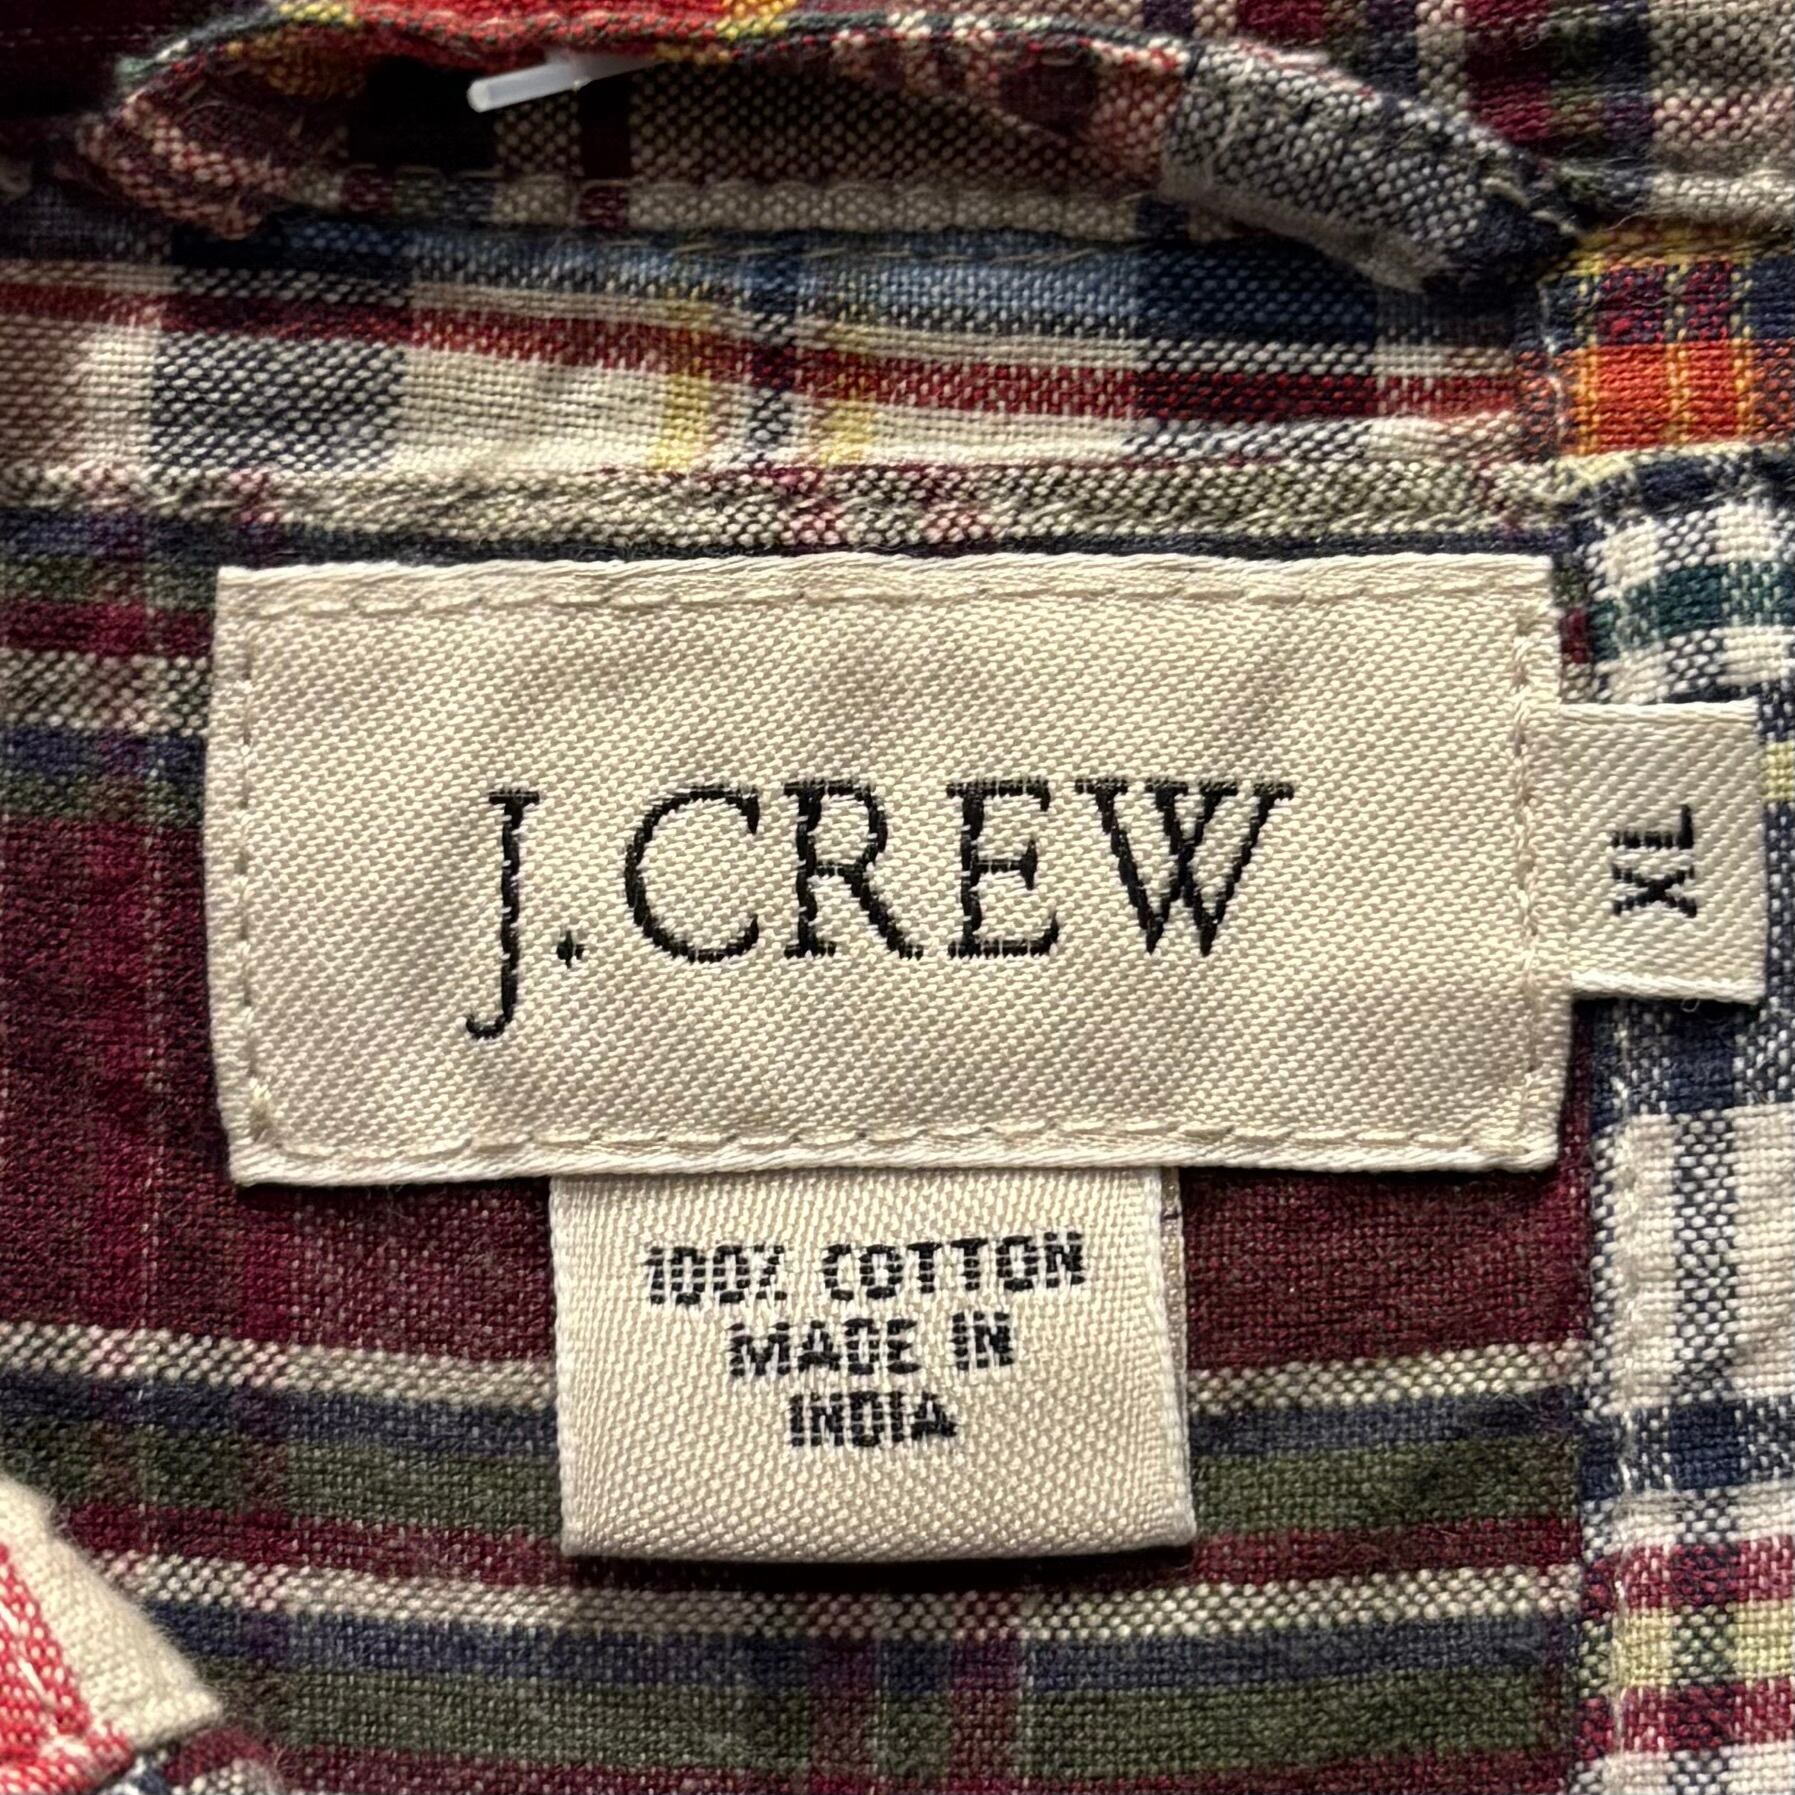 J.CREW
XL
100% COTTON
MADE IN
INDIA